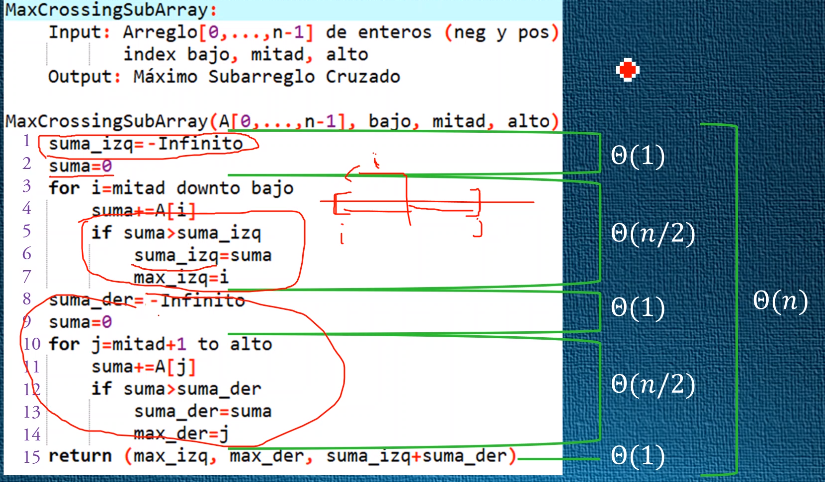 MaxCrossingSubArray:
Input: Arreglo[0,...,n-1] de enteros (neg y pos)
index bajo, mitad, alto
Output: Máximo Subarreglo Cruzado
MaxCrossingSubArray(A[0,...,n-1], bajo, mitad, alto)
1 suma_izq=-Infinito
2 suma=0
3 for i=mitad downto bajo
4 suma+=A[i]
5 if suma>suma_izq
6 suma_izq=suma
7 max_izq=i
8 suma_der=-Infinito
9 suma=0
10 for j=mitad+1 to alto
11 suma+=A[j]
12 if suma>suma_der
13 suma_der=suma
14 max_der=j
15 return (max_izq, max_der, suma_izq+suma_der)
i
i j
Θ(1)
Θ(n/2)
Θ(1)
Θ(n/2)
Θ(1)
Θ(n)